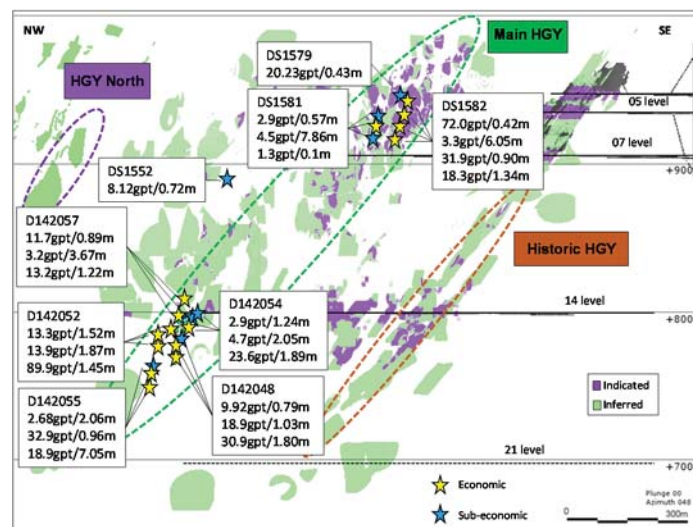 NW
Main HGY
SE
DS1579
20.23gpt/0.43m
HGY North
DS1581
2.9gpt/0.57m
4.5gpt/7.86m
1.3gpt/0.1m
DS1582
72.0gpt/0.42m
3.3gpt/6.05m
31.9gpt/0.90m
18.3gpt/1.34m
05 level
07 level
DS1552
8.12gpt/0.72m
+900
D142057
11.7gpt/0.89m
3.2gpt/3.67m
13.2gpt/1.22m
Historic HGY
D142052
13.3gpt/1.52m
13.9gpt/1.87m
89.9gpt/1.45m
D142054
2.9gpt/1.24m
4.7gpt/2.05m
23.6gpt/1.89m
14 level
+800
D142055
2.68gpt/2.06m
32.9gpt/0.96m
18.9gpt/7.05m
D142048
9.92gpt/0.79m
18.9gpt/1.03m
30.9gpt/1.80m
Indicated
Inferred
21 level
+700
Economic
Sub-economic
Plunge 00
Azimuth 048
0
300m